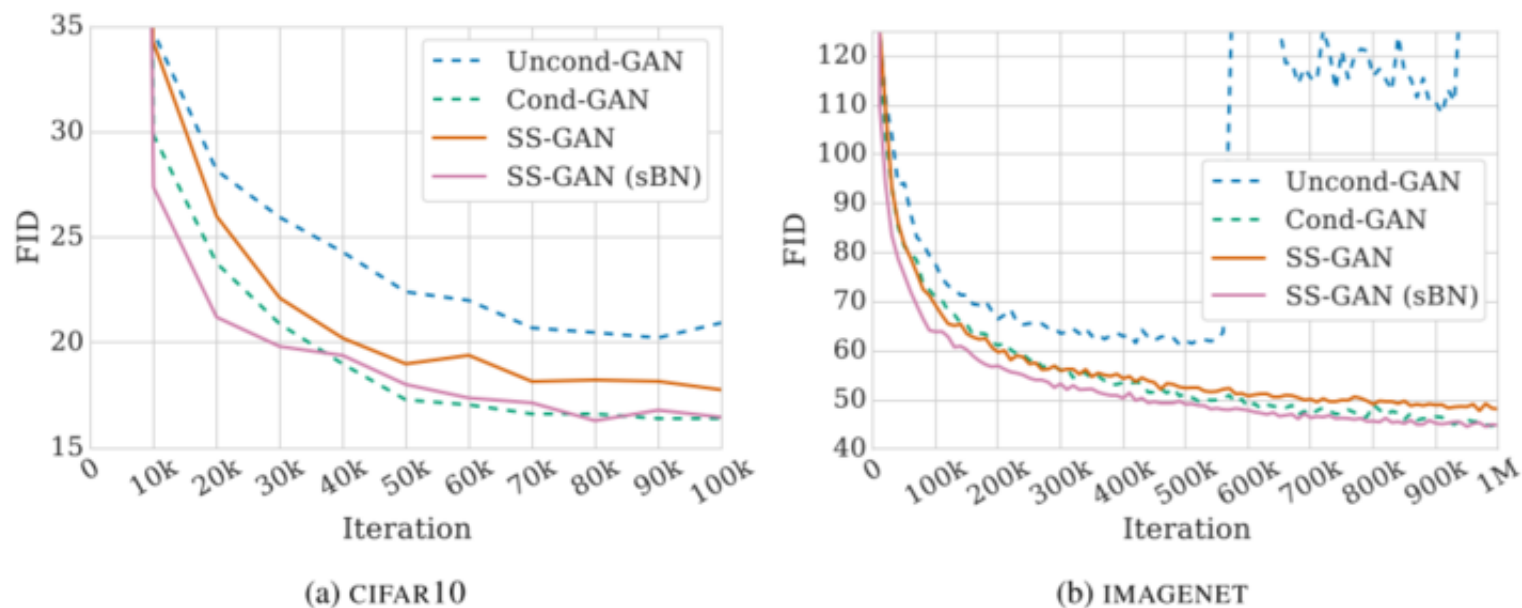 35
30
25
20
15
FID
0
10k
20k
30k
40k
50k
60k
70k
80k
90k
100k
Iteration
Uncond-GAN
Cond-GAN
SS-GAN
SS-GAN (sBN)
(a) CIFAR10
120
110
100
90
80
70
60
50
40
FID
0
100k
200k
300k
400k
500k
600k
700k
800k
900k
1M
Iteration
Uncond-GAN
Cond-GAN
SS-GAN
SS-GAN (sBN)
(b) IMAGENET